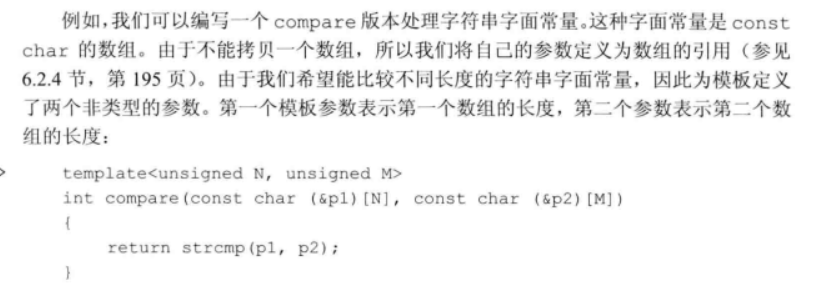 例如,我们可以编写一个 compare 版本处理字符串字面常量。这种字面常量是 const
char 的数组。由于不能拷贝一个数组，所以我们将自己的参数定义为数组的引用（参见
6.2.4 节，第 195 页）。由于我们希望能比较不同长度的字符串字面常量，因此为模板定义
了两个非类型的参数。第一个模板参数表示第一个数组的长度，第二个参数表示第二个数
组的长度：
template<unsigned N, unsigned M>
int compare(const char (&p1)[N], const char (&p2)[M])
{
return strcmp(p1, p2);
}